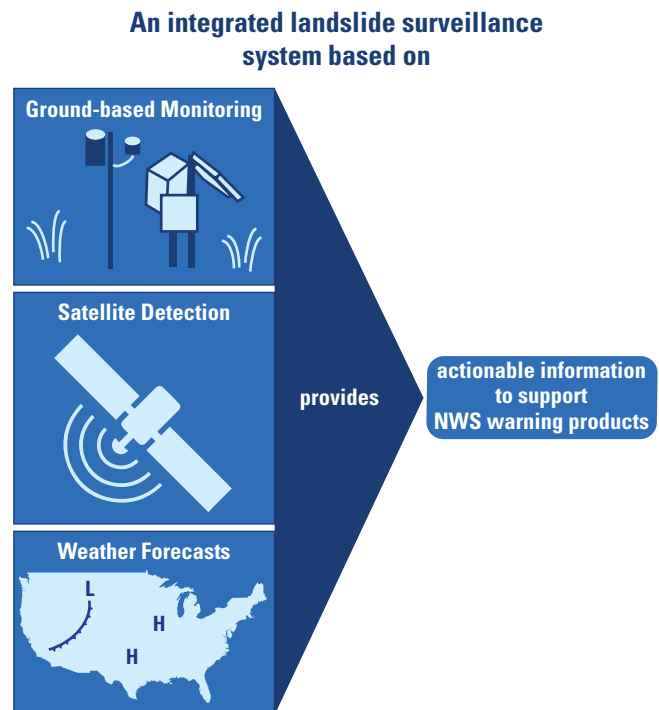 An integrated landslide surveillance
system based on
Ground-based Monitoring
Satellite Detection
provides
actionable information
to support
NWS warning products
Weather Forecasts
L
H
H